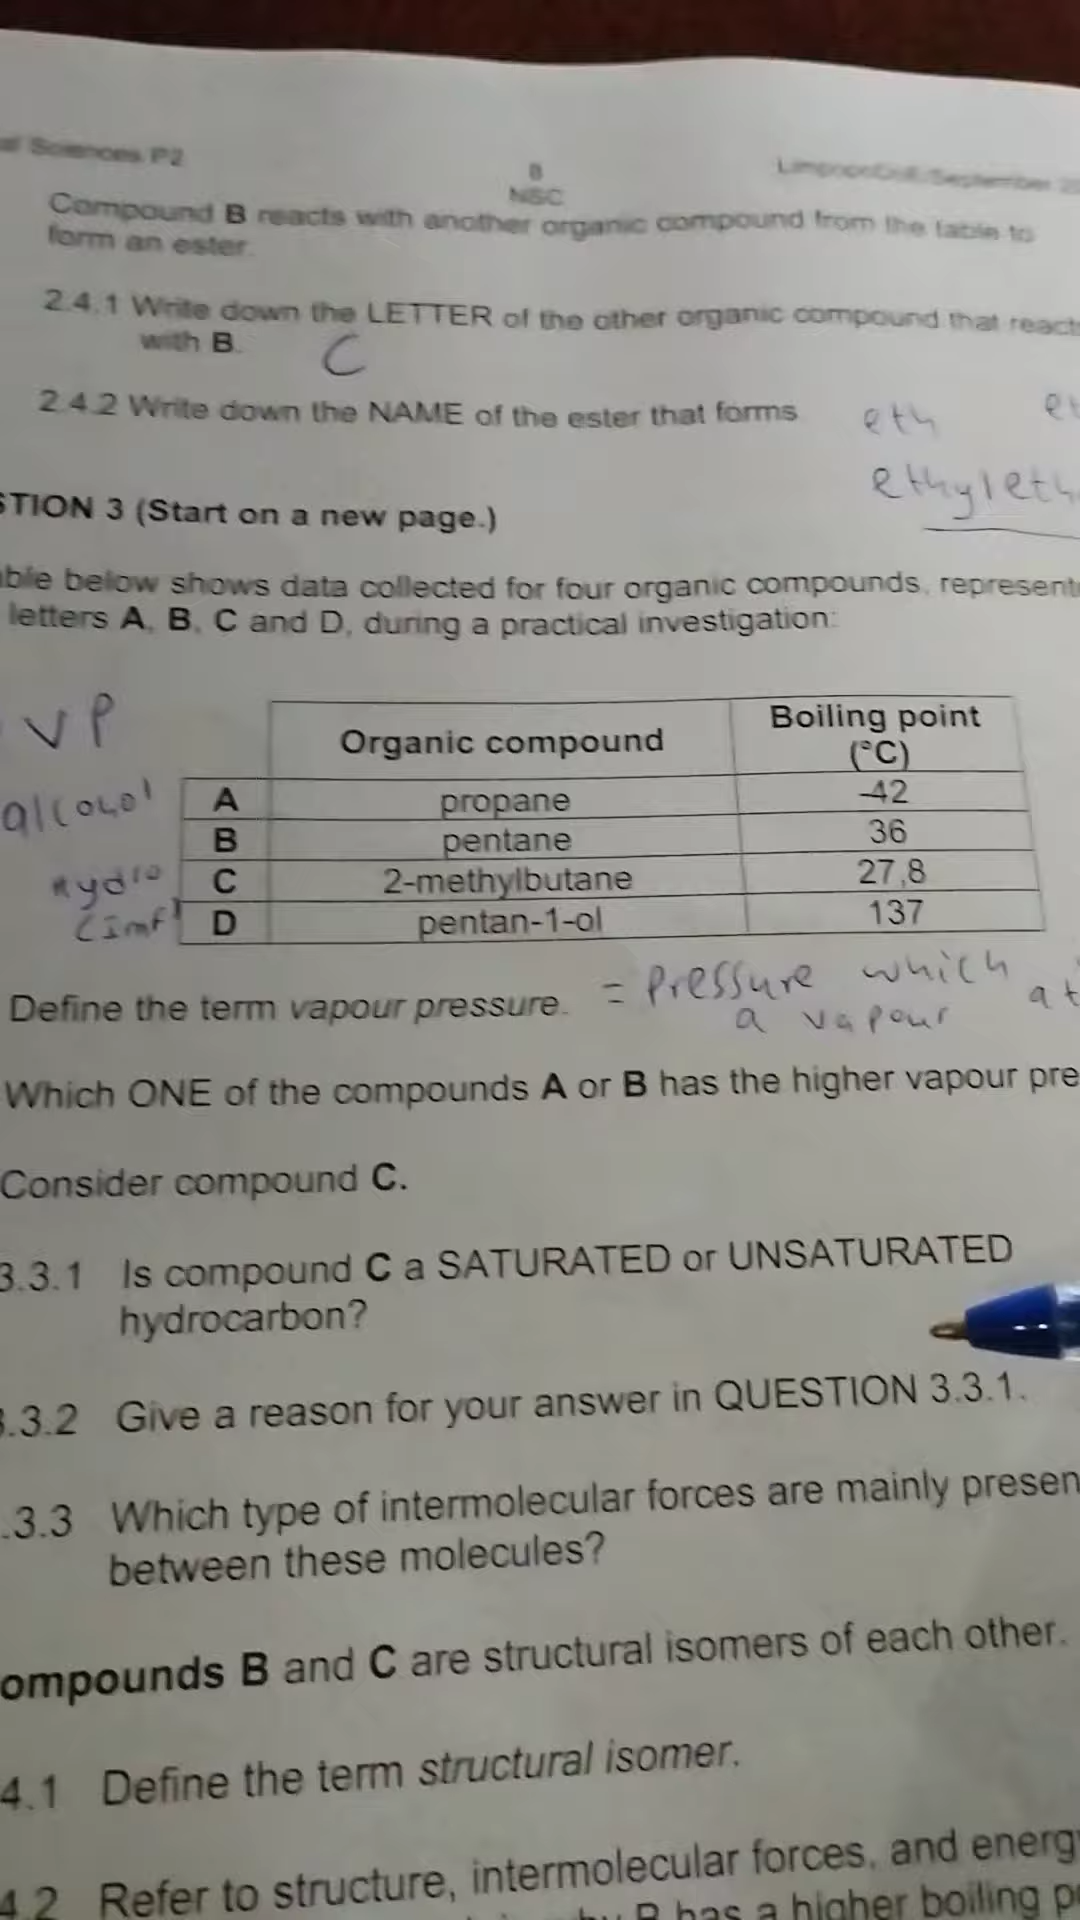 Sciences P2
8
NSC
Compound B reacts with another organic compound from the table to
form an ester.
2.4.1 Write down the LETTER of the other organic compound that reacts
with B.
C
2.4.2 Write down the NAME of the ester that forms
eth
ethyleth
STION 3 (Start on a new page.)
ble below shows data collected for four organic compounds, represent
letters A, B, C and D, during a practical investigation:
VP
alcohol
Organic compound Boiling point (°C)
A propane -42
B pentane 36
C 2-methylbutane 27,8
D pentan-1-ol 137
hydro
Define the term vapour pressure.
= Pressure which
a vapour
at
Which ONE of the compounds A or B has the higher vapour pre
Consider compound C.
3.3.1 Is compound C a SATURATED or UNSATURATED
hydrocarbon?
.3.2 Give a reason for your answer in QUESTION 3.3.1.
.3.3 Which type of intermolecular forces are mainly presen
between these molecules?
ompounds B and C are structural isomers of each other.
4.1 Define the term structural isomer.
4.2 Refer to structure, intermolecular forces, and energ
B has a higher boiling p